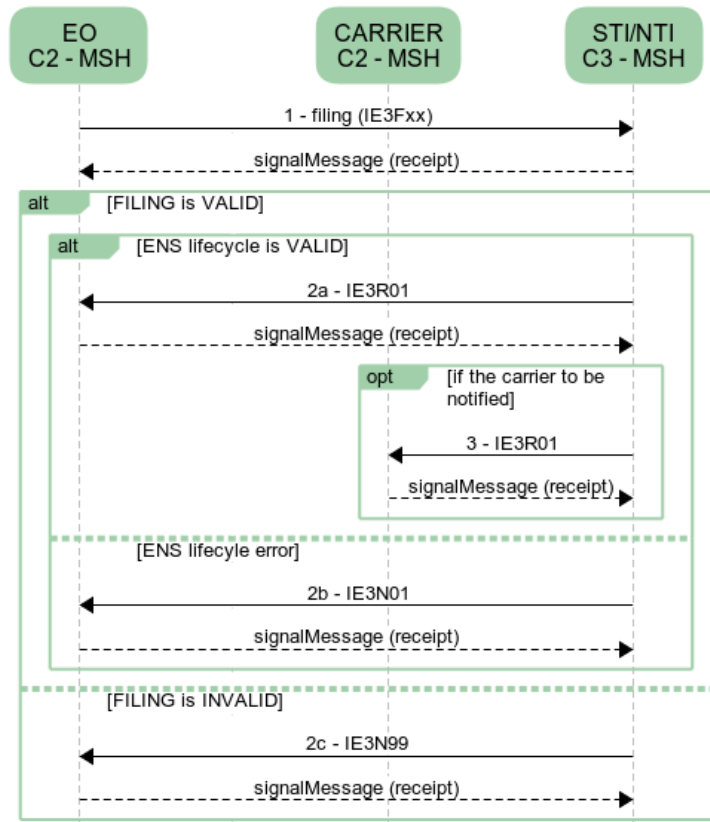 EO
C2 - MSH
CARRIER
C2 - MSH
STI/NTI
C3 - MSH
1 - filing (IE3Fxx)
signalMessage (receipt)
alt
[FILING is VALID]
alt
[ENS lifecycle is VALID]
2a - IE3R01
signalMessage (receipt)
opt
[if the carrier to be
notified]
3 - IE3R01
signalMessage (receipt)
[ENS lifecyle error]
2b - IE3N01
signalMessage (receipt)
[FILING is INVALID]
2c - IE3N99
signalMessage (receipt)